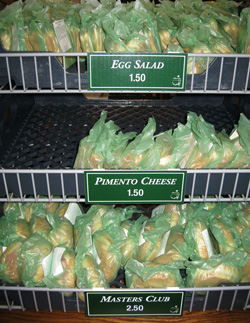 EGG SALAD
1.50
PIMENTO CHEESE
1.50
MASTERS CLUB
2.50